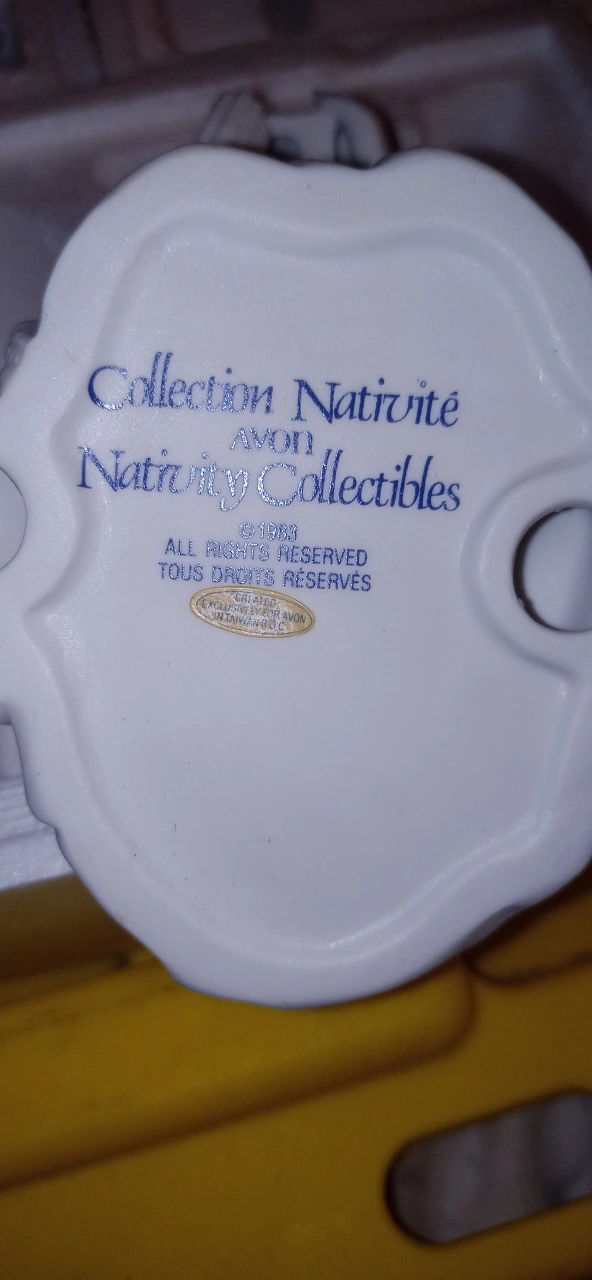 Collection Nativité
AVON
Nativity Collectibles
© 1983
ALL RIGHTS RESERVED
TOUS DROITS RÉSERVÉS
CREATED
EXCLUSIVELY FOR AVON
IN TAIWAN R.O.C.